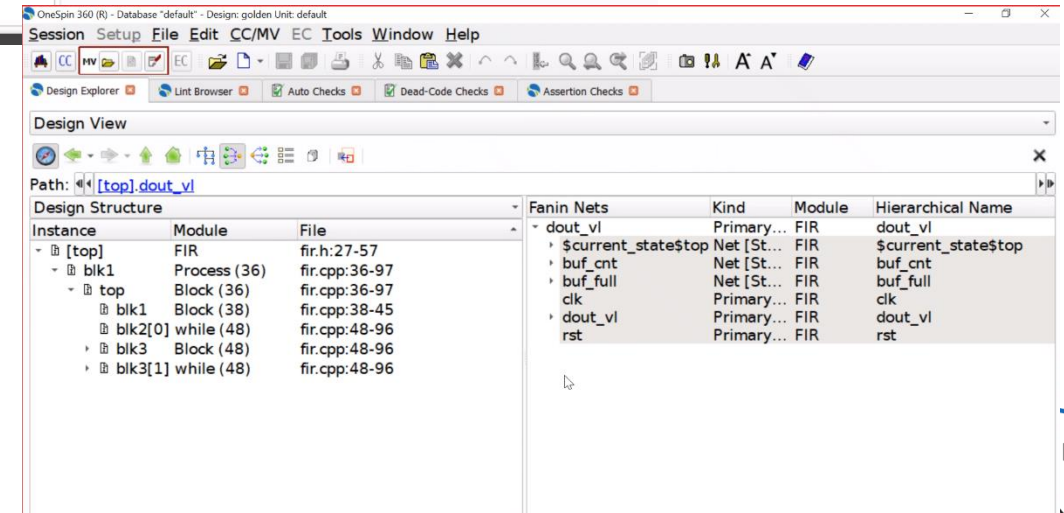 OneSpin 360 (R) - Database "default" - Design: golden Unit: default
Session Setup File Edit CC/MV EC Tools Window Help
CC MV EC A A
Design Explorer Lint Browser Auto Checks Dead-Code Checks Assertion Checks
Design View
Path: [top].dout_vl
Design Structure
Instance Module File
[top] FIR fir.h:27-57
blk1 Process (36) fir.cpp:36-97
top Block (36) fir.cpp:36-97
blk1 Block (38) fir.cpp:38-45
blk2[0] while (48) fir.cpp:48-96
blk3 Block (48) fir.cpp:48-96
blk3[1] while (48) fir.cpp:48-96
Fanin Nets Kind Module Hierarchical Name
dout_vl Primary... FIR dout_vl
$current_state$top Net [St... FIR $current_state$top
buf_cnt Net [St... FIR buf_cnt
buf_full Net [St... FIR buf_full
clk Primary... FIR clk
dout_vl Primary... FIR dout_vl
rst Primary... FIR rst